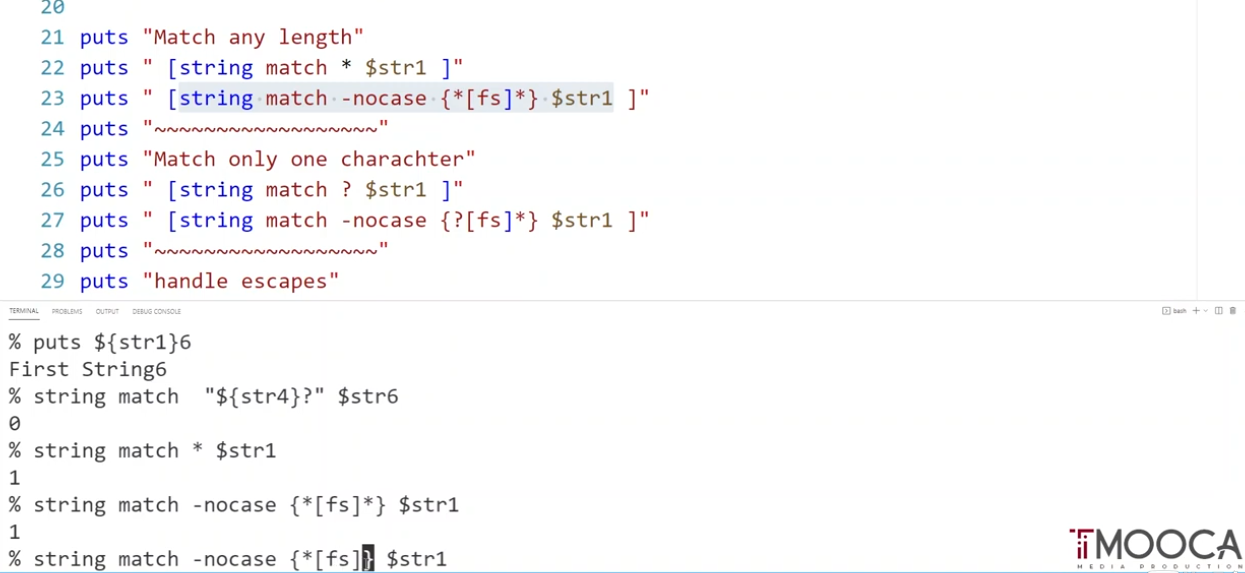 20
21 puts "Match any length"
22 puts " [string match * $str1 ]"
23 puts " [string match -nocase {*[fs]*} $str1 ]"
24 puts "~~~~~~~~~~~~~~~~~~"
25 puts "Match only one charachter"
26 puts " [string match ? $str1 ]"
27 puts " [string match -nocase {?[fs]*} $str1 ]"
28 puts "~~~~~~~~~~~~~~~~~~"
29 puts "handle escapes"
TERMINAL PROBLEMS OUTPUT DEBUG CONSOLE bash
% puts ${str1}6
First String6
% string match  "${str4}?" $str6
0
% string match * $str1
1
% string match -nocase {*[fs]*} $str1
1
% string match -nocase {*[fs]} $str1
TMOOCA
MEDIA PRODUCTION